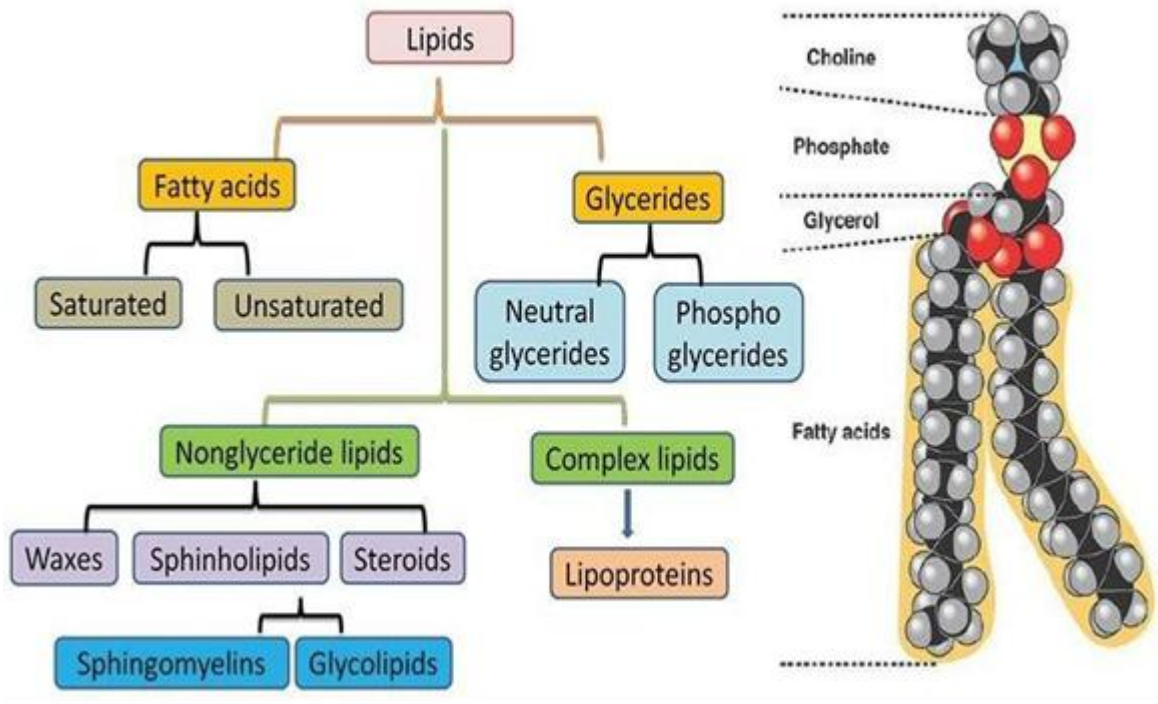 Lipids
Fatty acids
Glycerides
Saturated
Unsaturated
Neutral
glycerides
Phospho
glycerides
Nonglyceride lipids
Complex lipids
Waxes
Sphinholipids
Steroids
Lipoproteins
Sphingomyelins
Glycolipids
Choline
Phosphate
Glycerol
Fatty acids